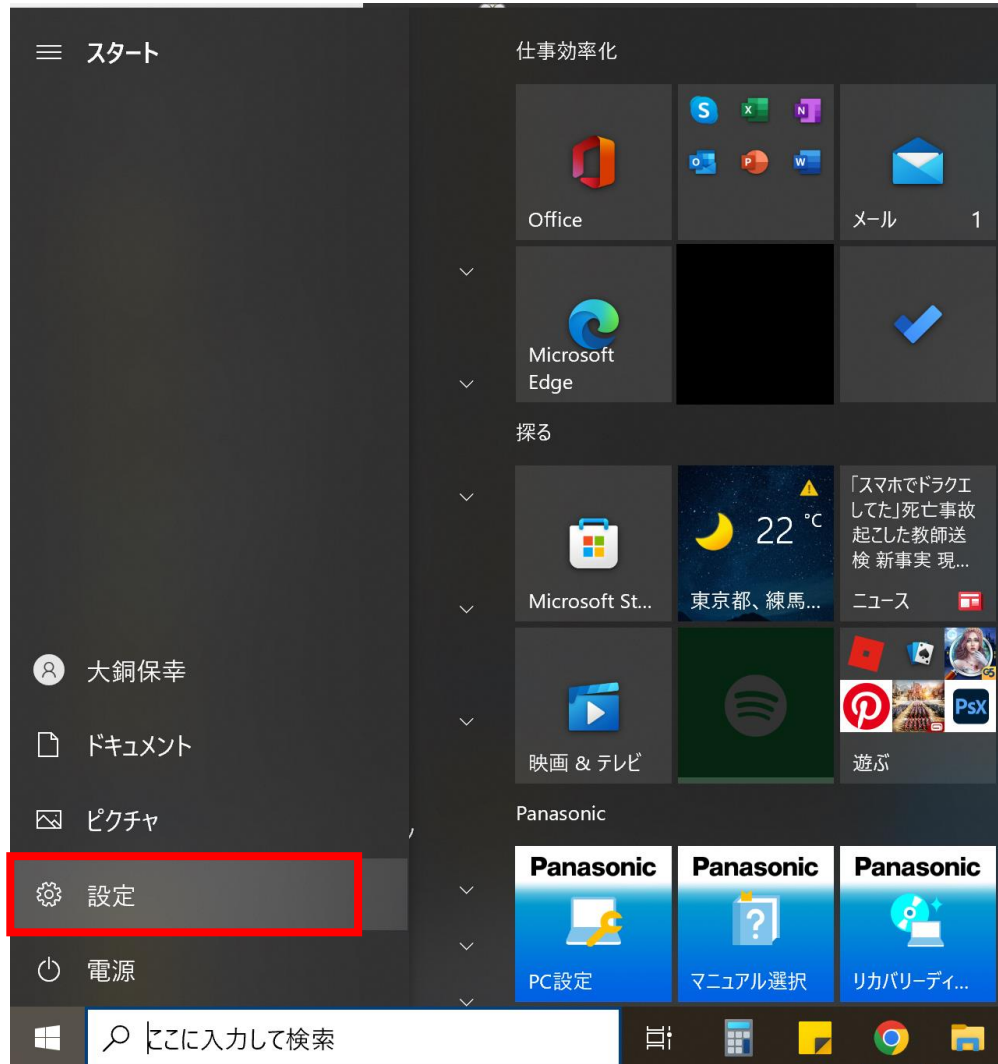 スタート
大銅保幸
ドキュメント
ピクチャ
設定
電源
ここに入力して検索
仕事効率化
Office
メール 1
Microsoft
Edge
探る
Microsoft St...
22 °C
東京都、練馬...
「スマホでドラクエ
してた」死亡事故
起こした教師送
検 新事実 現...
ニュース
映画 & テレビ
遊ぶ
Panasonic
Panasonic
PC設定
Panasonic
マニュアル選択
Panasonic
リカバリーディ...